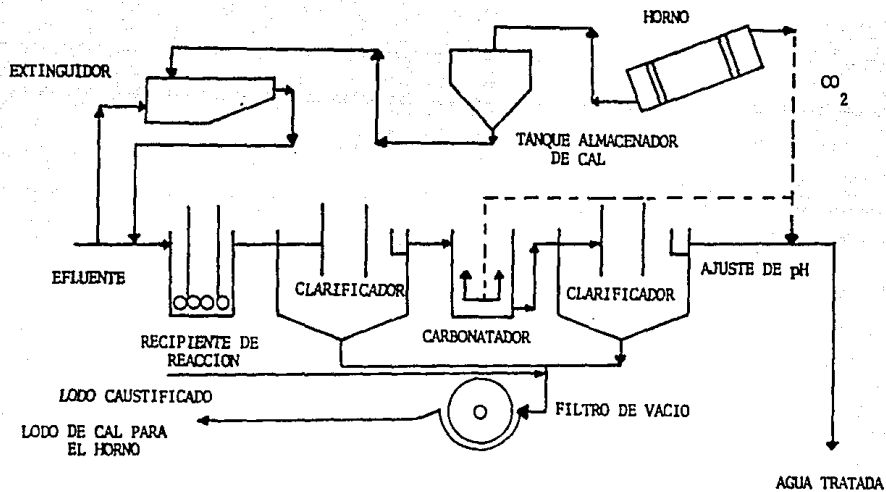 HORNO
EXTINGUIDOR
CO
2
TANQUE ALMACENADOR
DE CAL
EFLUENTE
CLARIFICADOR
CLARIFICADOR
AJUSTE DE pH
RECIPIENTE DE
REACCION
CARBONATADOR
LODO CAUSTIFICADO
FILTRO DE VACIO
LODO DE CAL PARA
EL HORNO
AGUA TRATADA